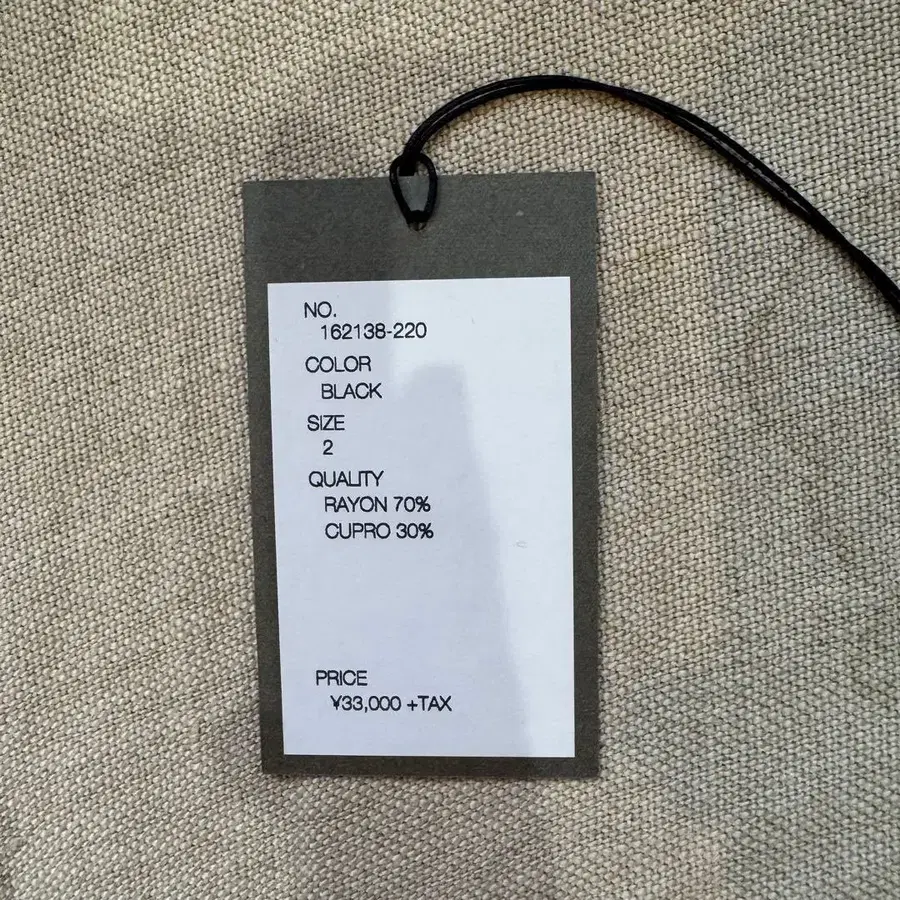 NO.
162138-220
COLOR
BLACK
SIZE
2
QUALITY
RAYON 70%
CUPRO 30%
PRICE
¥33,000 +TAX